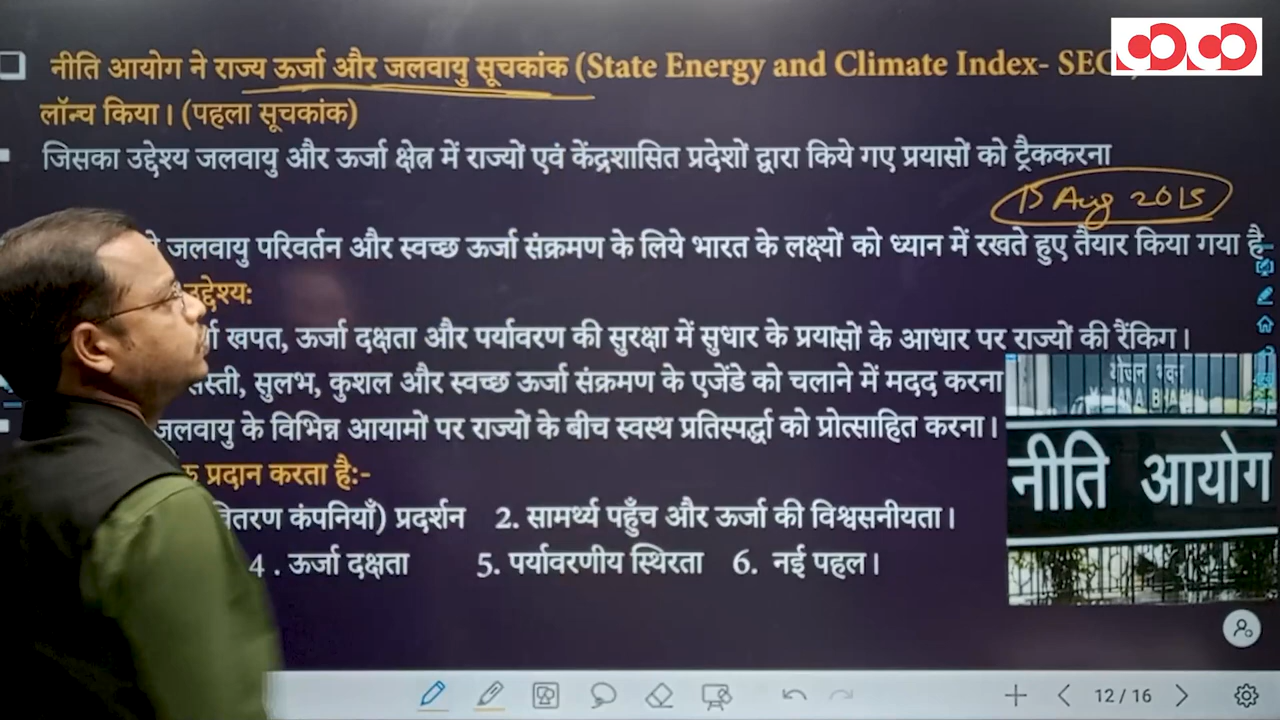 नीति आयोग ने राज्य ऊर्जा और जलवायु सूचकांक (State Energy and Climate Index-
लॉन्च किया। (पहला सूचकांक)
जिसका उद्देश्य जलवायु और ऊर्जा क्षेत्र में राज्यों एवं केंद्रशासित प्रदेशों द्वारा किये गए प्रयासों को ट्रैककरना
15 Aug 2015
जलवायु परिवर्तन और स्वच्छ ऊर्जा संक्रमण के लिये भारत के लक्ष्यों को ध्यान में रखते हुए तैयार किया गया है
उद्देश्य:
खपत, ऊर्जा दक्षता और पर्यावरण की सुरक्षा में सुधार के प्रयासों के आधार पर राज्यों की रैंकिग।
सस्ती, सुलभ, कुशल और स्वच्छ ऊर्जा संक्रमण के एजेंडे को चलाने में मदद करना
जलवायु के विभिन्न आयामों पर राज्यों के बीच स्वस्थ प्रतिस्पर्द्धा को प्रोत्साहित करना।
प्रदान करता है:-
वितरण कंपनियाँ) प्रदर्शन 2. सामर्थ्य पहुँच और ऊर्जा की विश्वसनीयता।
4 . ऊर्जा दक्षता 5. पर्यावरणीय स्थिरता 6. नई पहल।
नीति आयोग
12 / 16